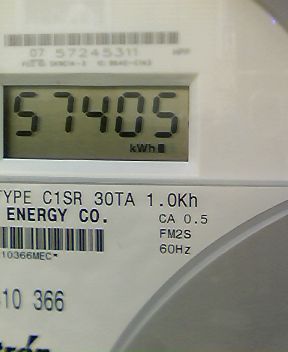 07 57245311
57405
kWh
TYPE C1SR 30TA 1.0Kh
ENERGY CO.
CA 0.5
FM2S
60Hz
10366MEC*
10 366